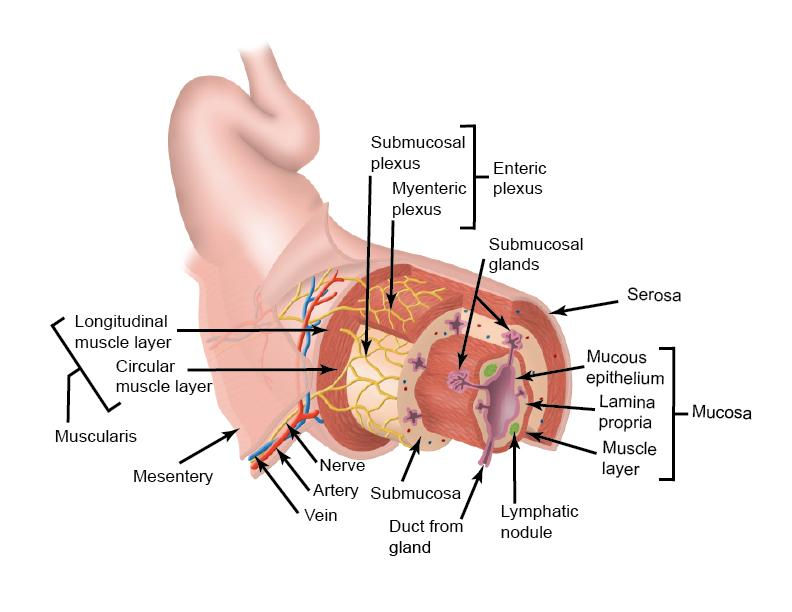 Submucosal
plexus
Myenteric
plexus
Enteric
plexus
Submucosal
glands
Serosa
Longitudinal
muscle layer
Circular
muscle layer
Muscularis
Mucous
epithelium
Lamina
propria
Muscle
layer
Mucosa
Mesentery
Nerve
Artery
Vein
Submucosa
Duct from
gland
Lymphatic
nodule